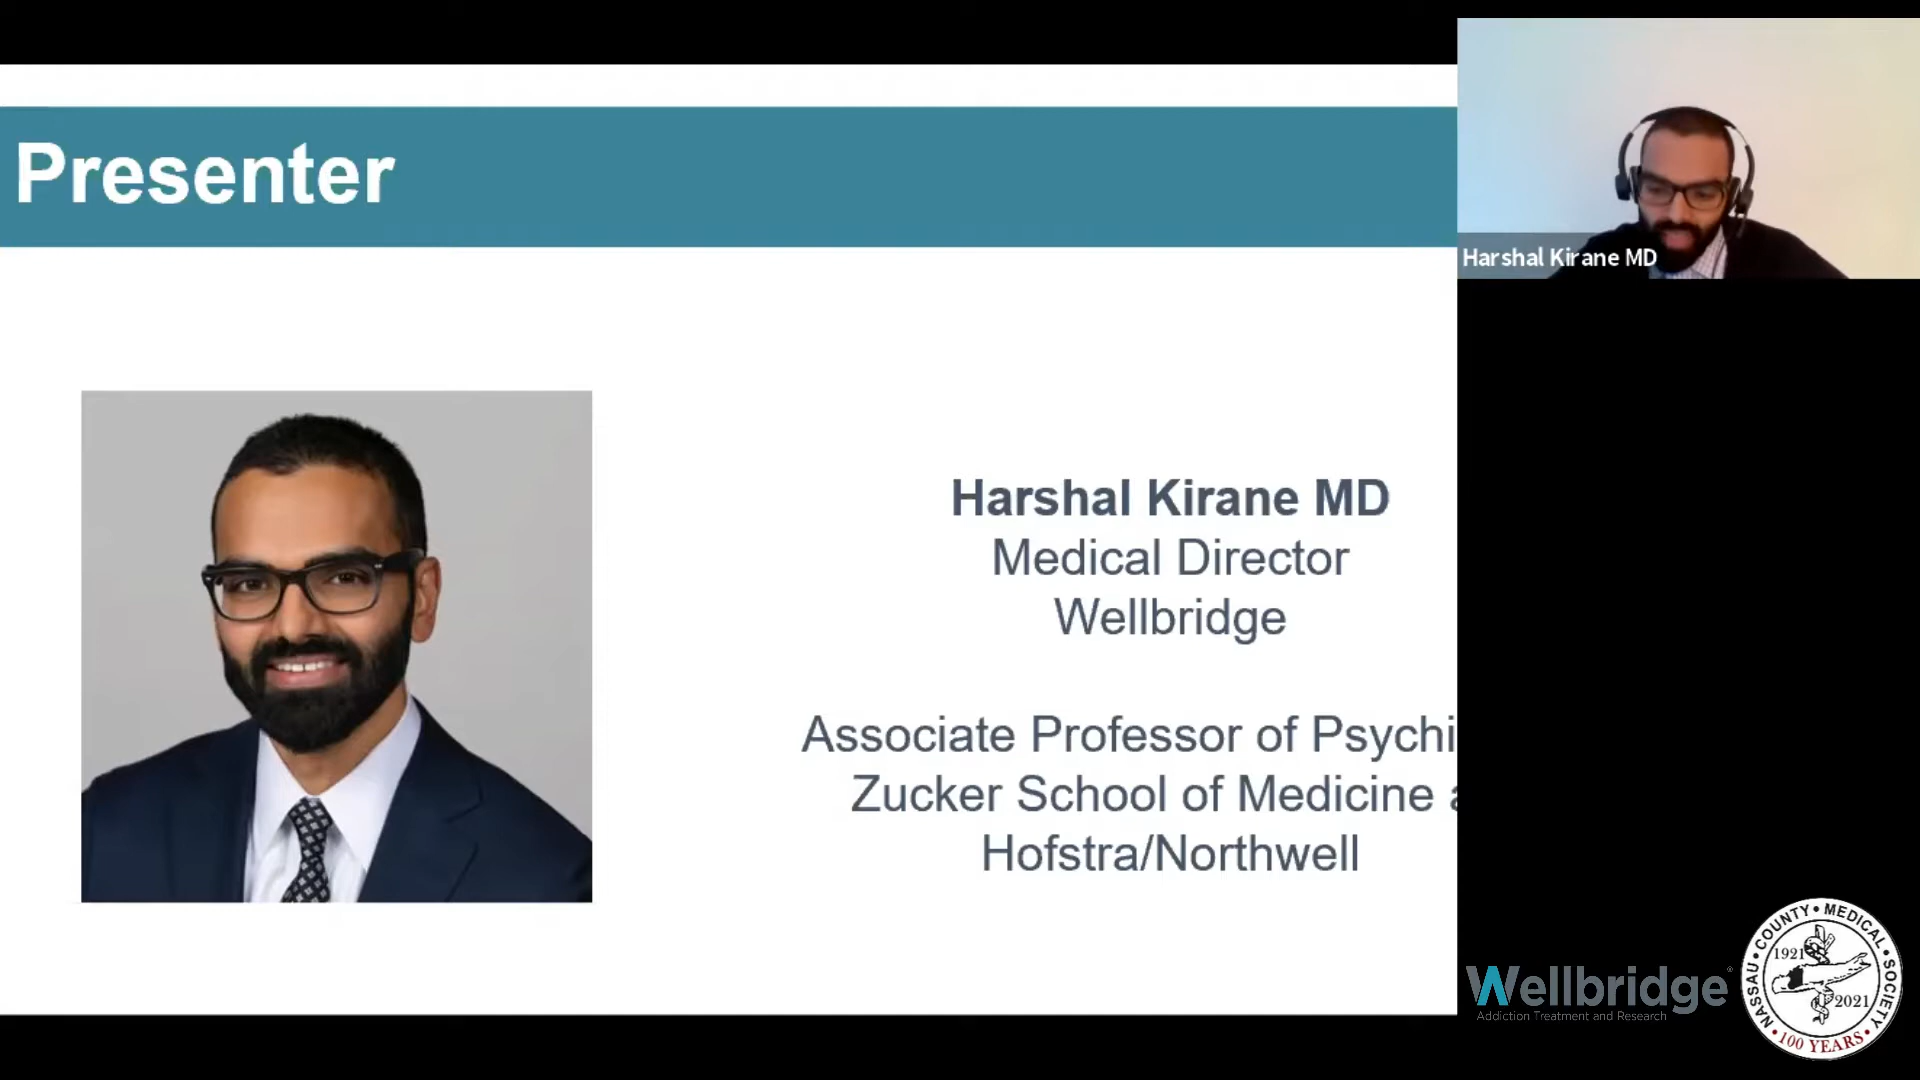 Presenter
Harshal Kirane MD
Harshal Kirane MD
Medical Director
Wellbridge
Associate Professor of Psychi
Zucker School of Medicine a
Hofstra/Northwell
Wellbridge
Addiction Treatment and Research
NASSAU • COUNTY • MEDICAL • SOCIETY
1921
2021
• 100 YEARS •